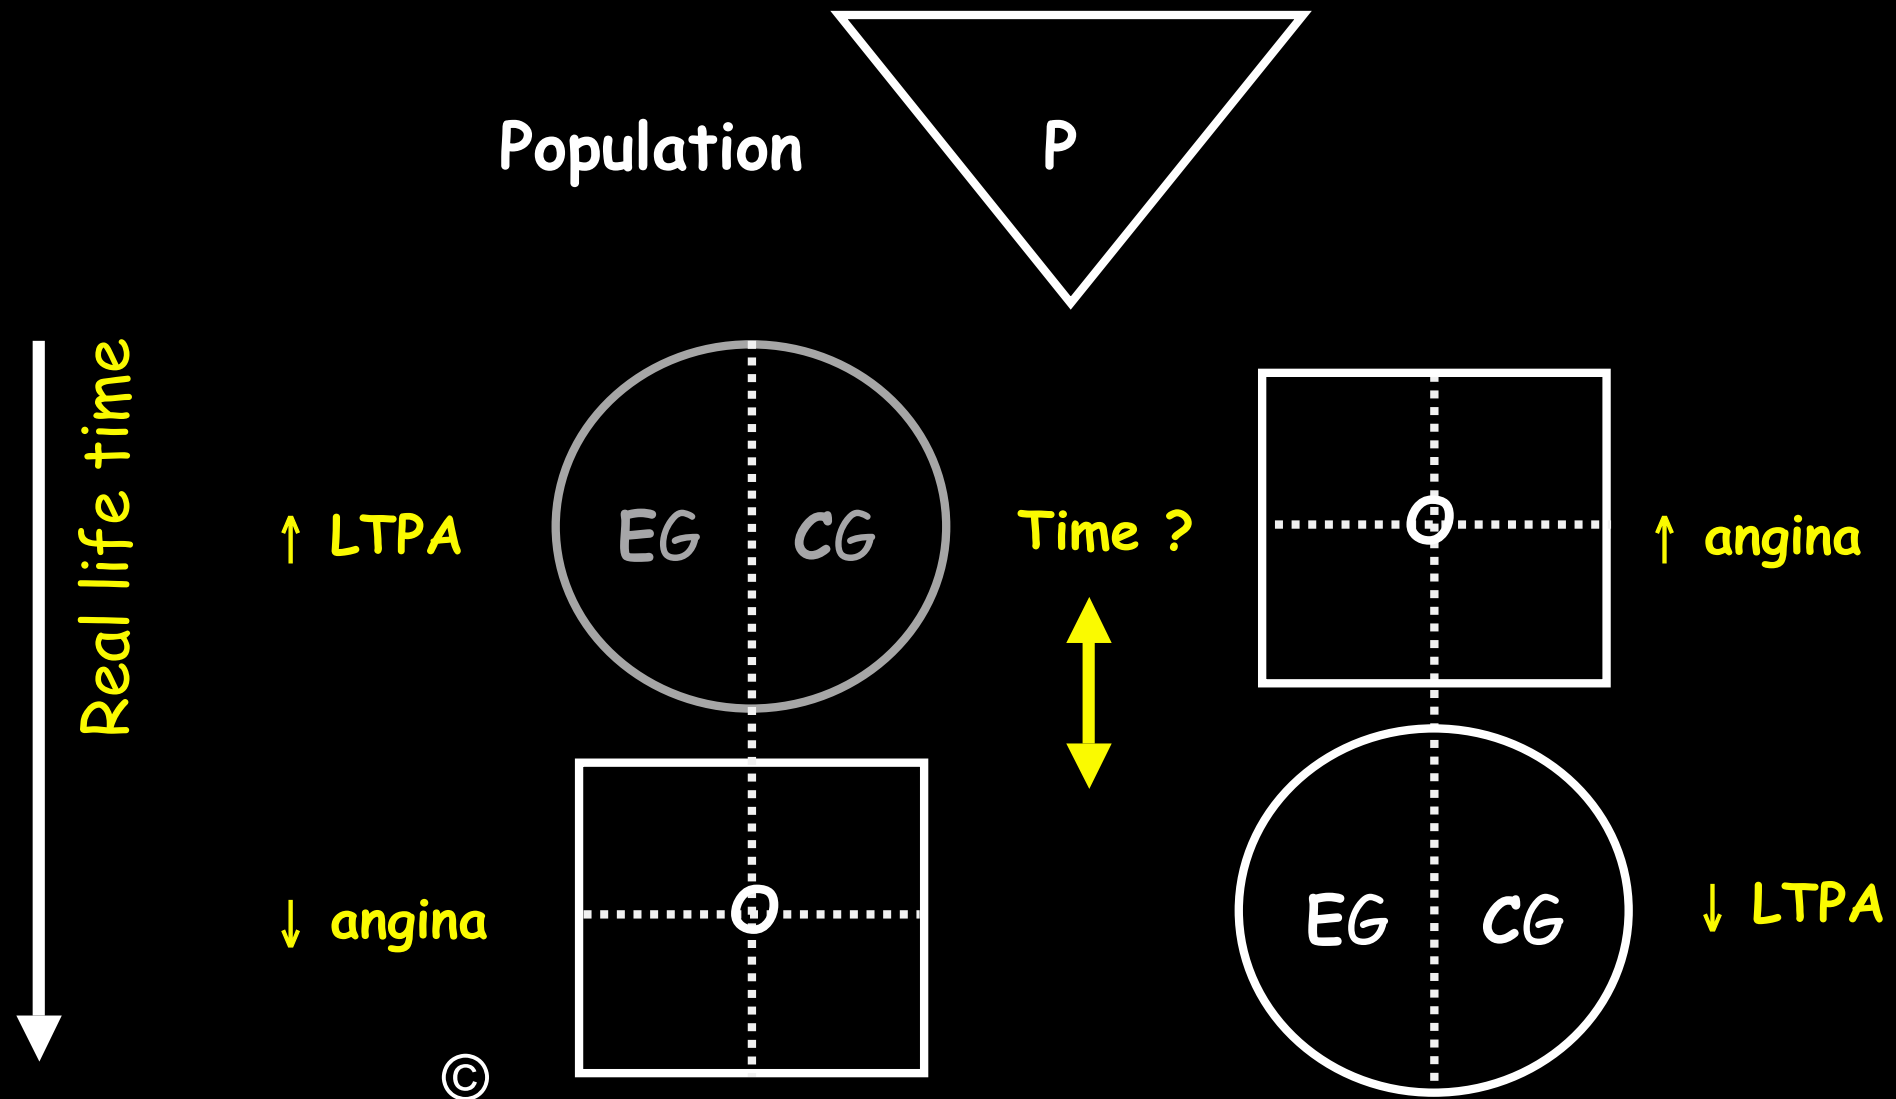 Population
P
Real life time
↑ LTPA
EG
CG
Time ?
O
↑ angina
↓ angina
O
EG
CG
↓ LTPA
©